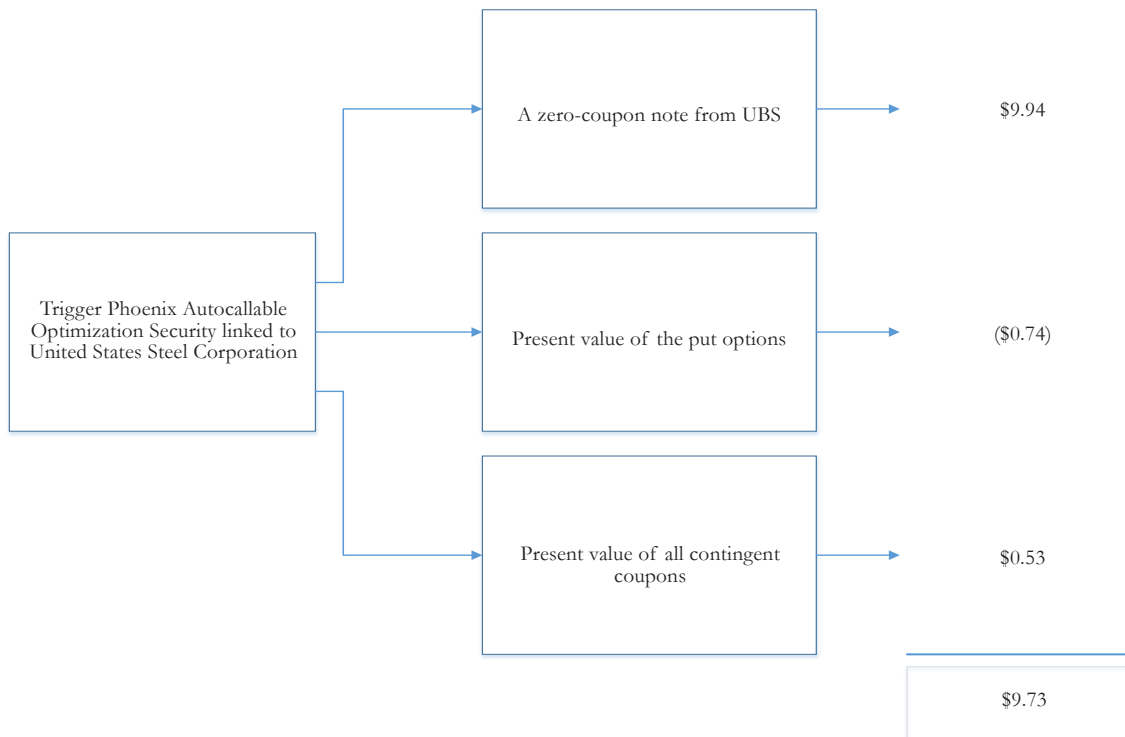 A zero-coupon note from UBS
$9.94
Trigger Phoenix Autocallable
Optimization Security linked to
United States Steel Corporation
Present value of the put options
($0.74)
Present value of all contingent
coupons
$0.53
$9.73